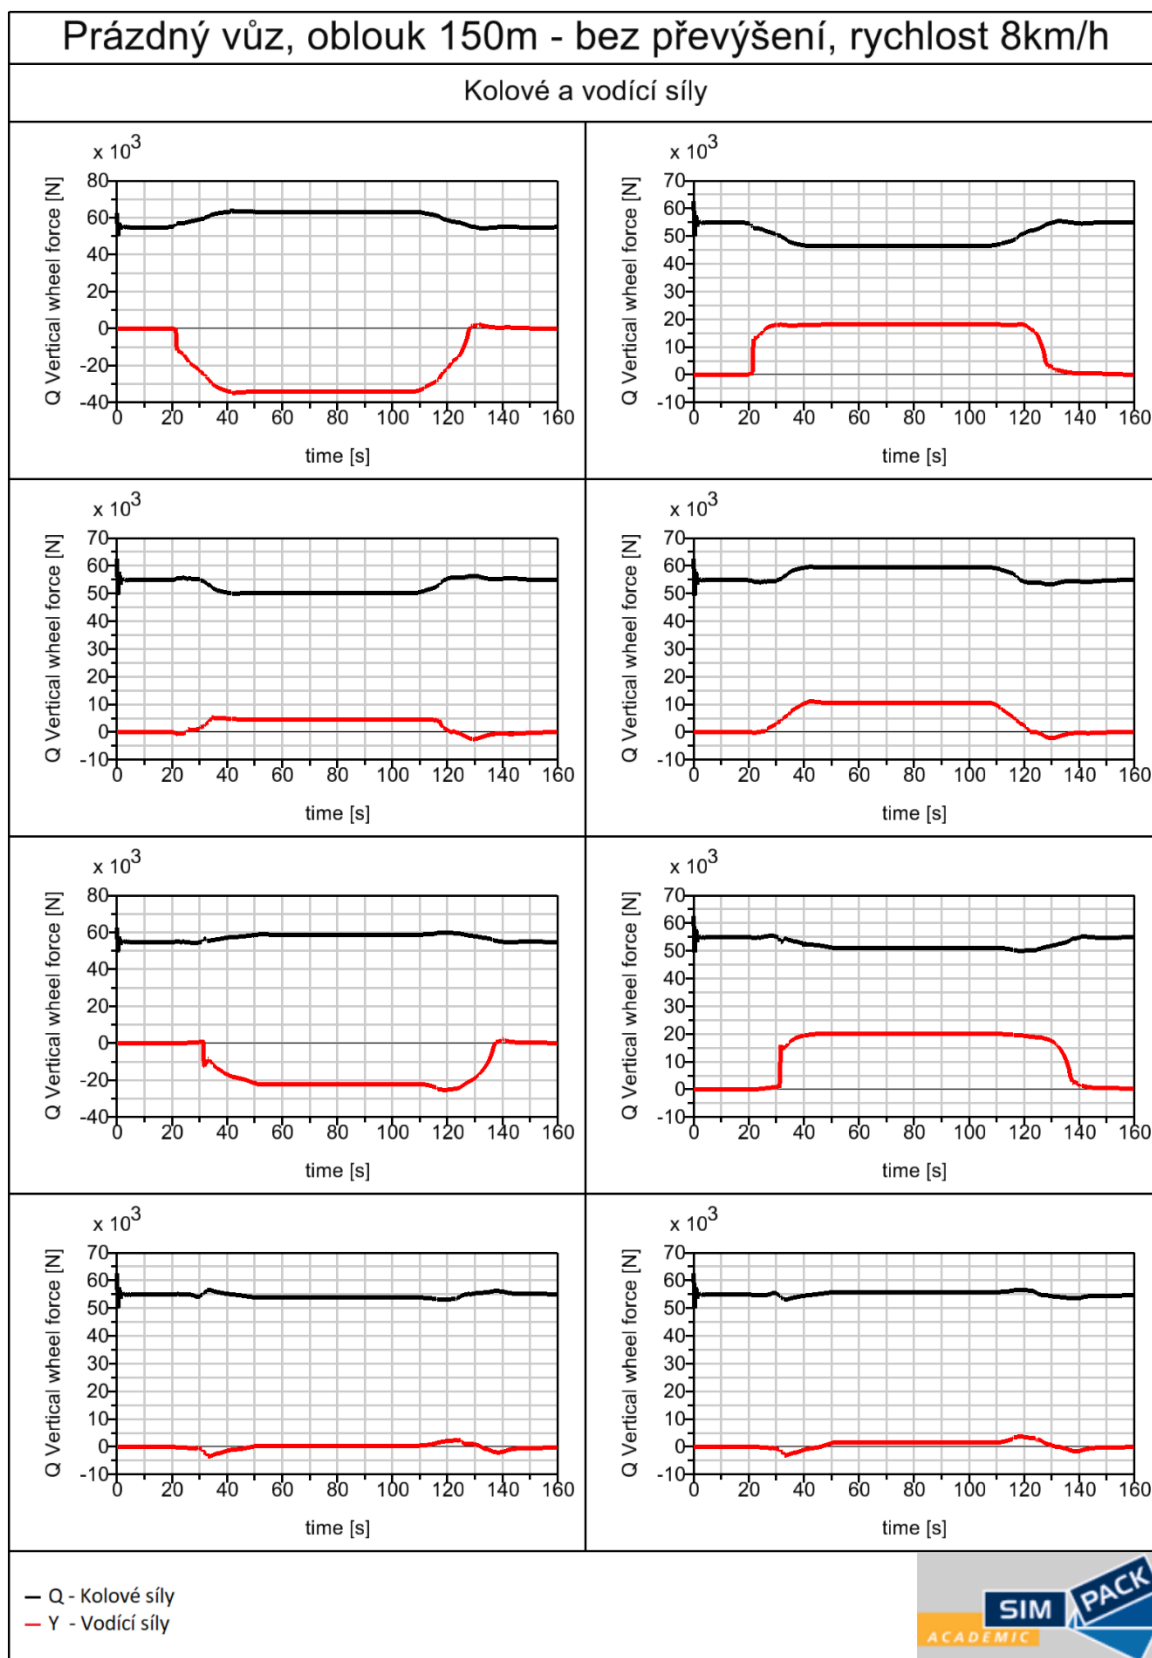 Prázdný vůz, oblouk 150m - bez převýšení, rychlost 8km/h
Kolové a vodící síly
x 10³
Q Vertical wheel force [N]
80
60
40
20
0
-20
-40
0 20 40 60 80 100 120 140 160
time [s]
x 10³
Q Vertical wheel force [N]
70
60
50
40
30
20
10
0
-10
0 20 40 60 80 100 120 140 160
time [s]
x 10³
Q Vertical wheel force [N]
70
60
50
40
30
20
10
0
-10
0 20 40 60 80 100 120 140 160
time [s]
x 10³
Q Vertical wheel force [N]
70
60
50
40
30
20
10
0
-10
0 20 40 60 80 100 120 140 160
time [s]
x 10³
Q Vertical wheel force [N]
80
60
40
20
0
-20
-40
0 20 40 60 80 100 120 140 160
time [s]
x 10³
Q Vertical wheel force [N]
70
60
50
40
30
20
10
0
-10
0 20 40 60 80 100 120 140 160
time [s]
x 10³
Q Vertical wheel force [N]
70
60
50
40
30
20
10
0
-10
0 20 40 60 80 100 120 140 160
time [s]
x 10³
Q Vertical wheel force [N]
70
60
50
40
30
20
10
0
-10
0 20 40 60 80 100 120 140 160
time [s]
Q - Kolové síly
Y - Vodící síly
SIMPACK
ACADEMIC